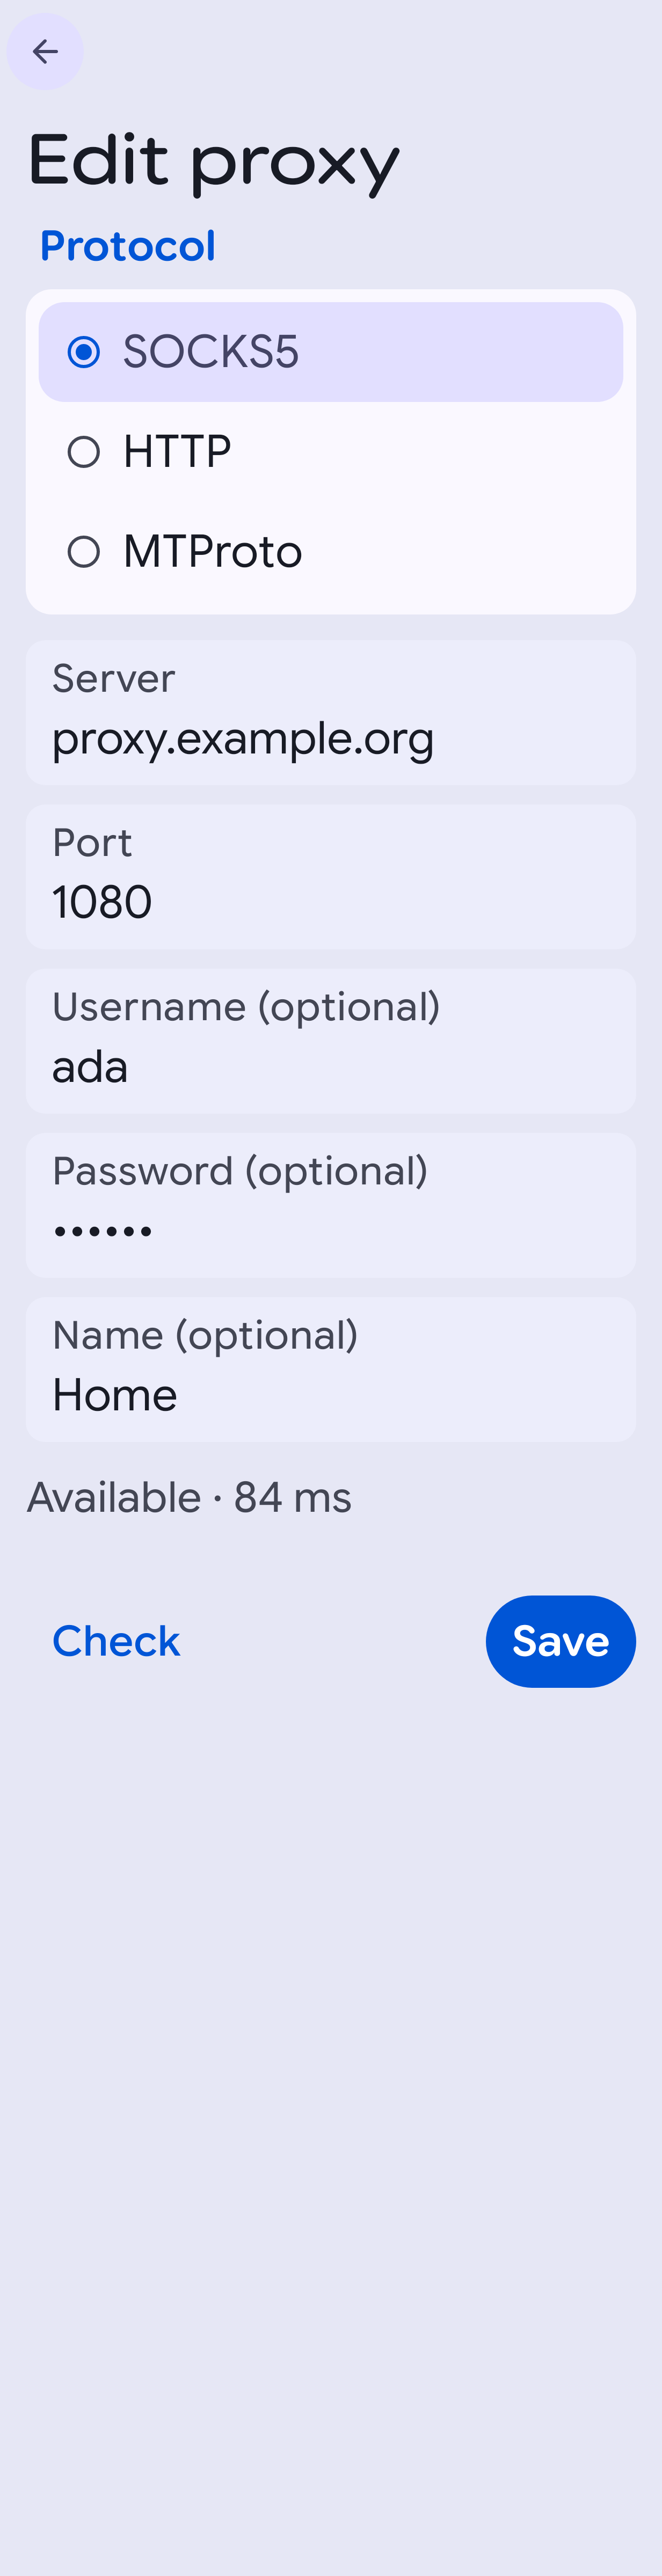 Edit proxy
Protocol
SOCKS5
HTTP
MTProto
Server
proxy.example.org
Port
1080
Username (optional)
ada
Password (optional)
••••••
Name (optional)
Home
Available · 84 ms
Check
Save